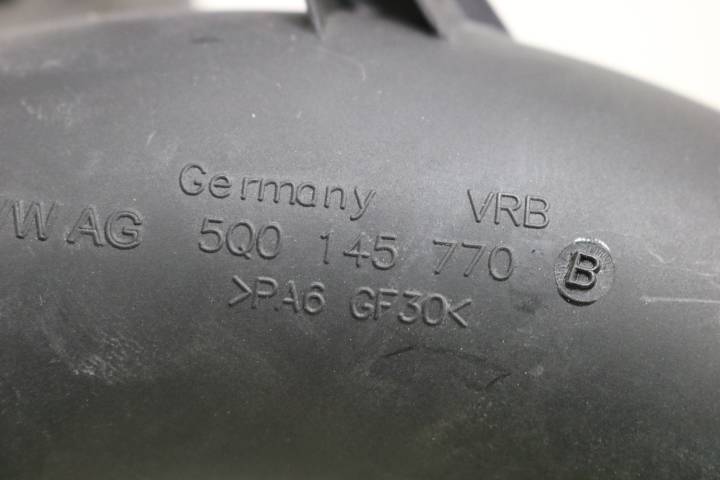 Germany VRB
VW AG 5Q0 145 770 B
>PA6 GF30<